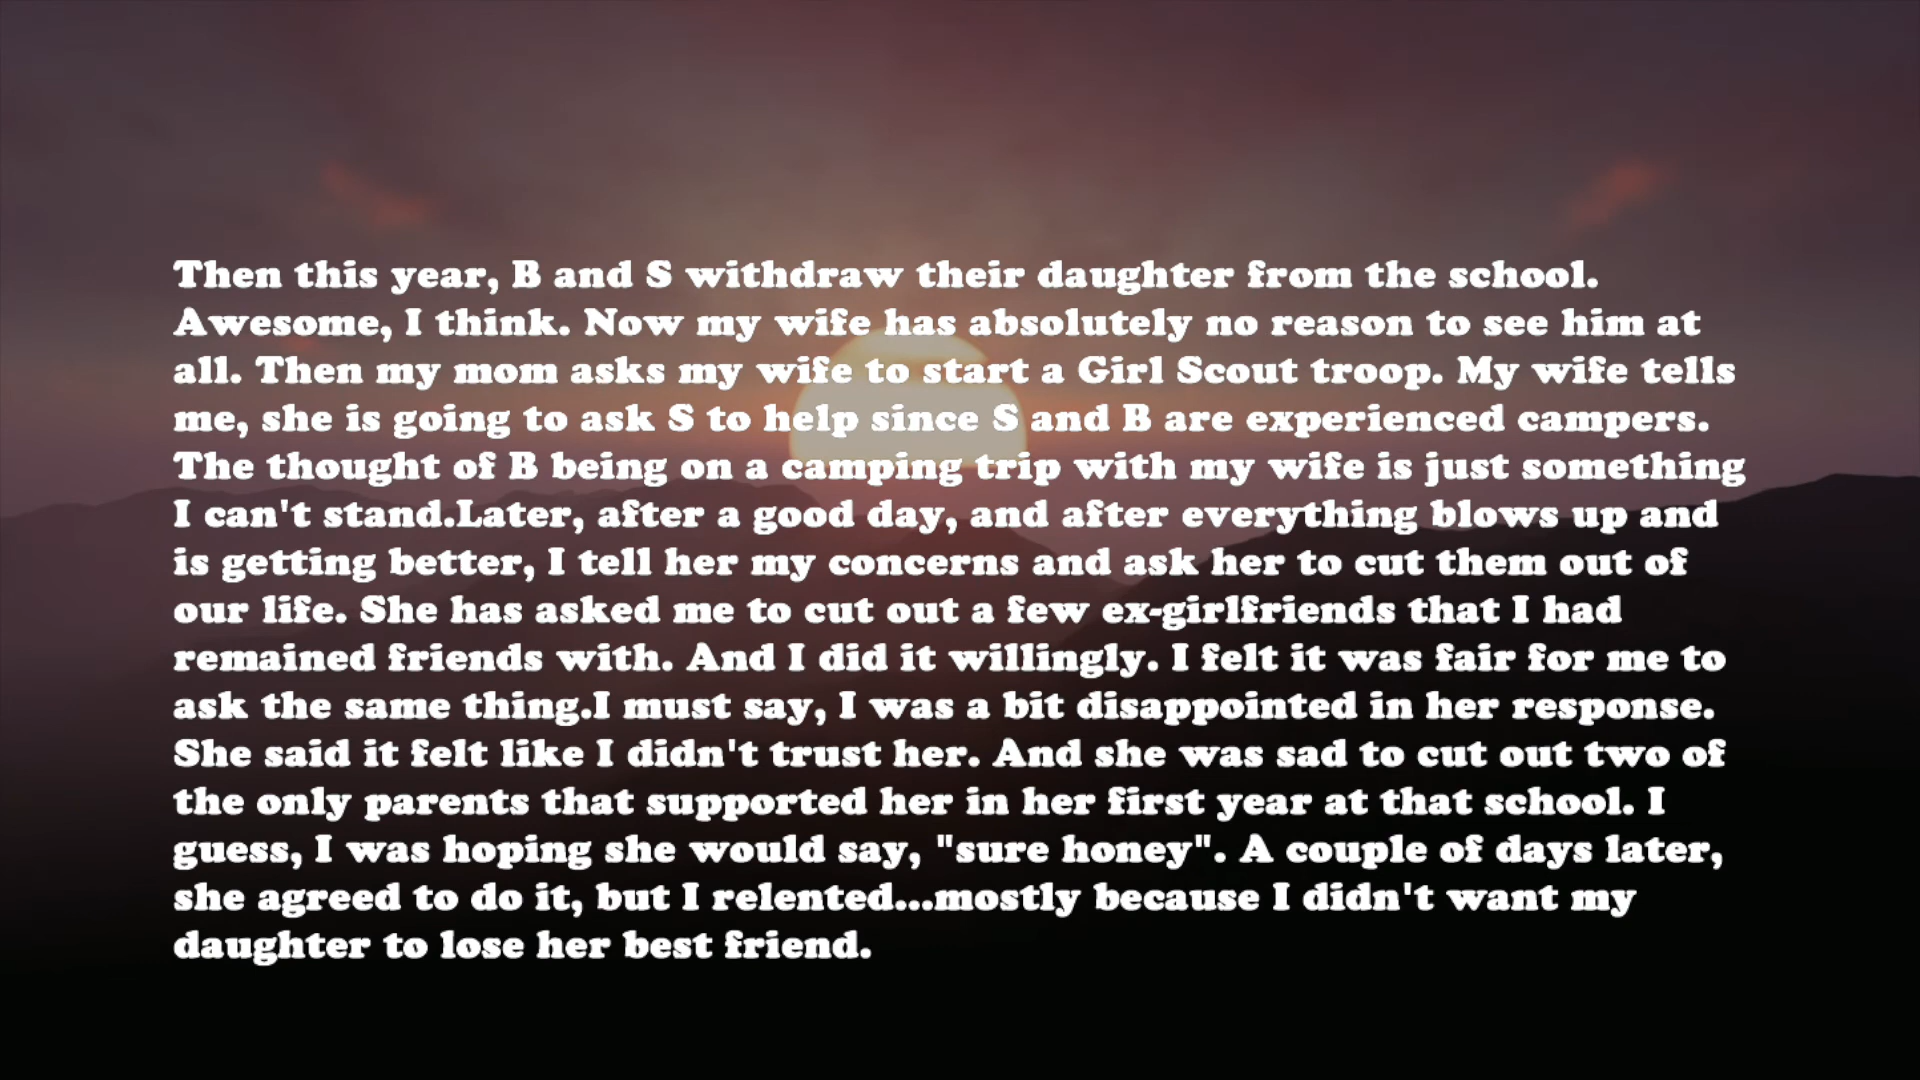 Then this year, B and S withdraw their daughter from the school.
Awesome, I think. Now my wife has absolutely no reason to see him at
all. Then my mom asks my wife to start a Girl Scout troop. My wife tells
me, she is going to ask S to help since S and B are experienced campers.
The thought of B being on a camping trip with my wife is just something
I can't stand.Later, after a good day, and after everything blows up and
is getting better, I tell her my concerns and ask her to cut them out of
our life. She has asked me to cut out a few ex-girlfriends that I had
remained friends with. And I did it willingly. I felt it was fair for me to
ask the same thing.I must say, I was a bit disappointed in her response.
She said it felt like I didn't trust her. And she was sad to cut out two of
the only parents that supported her in her first year at that school. I
guess, I was hoping she would say, "sure honey". A couple of days later,
she agreed to do it, but I relented...mostly because I didn't want my
daughter to lose her best friend.